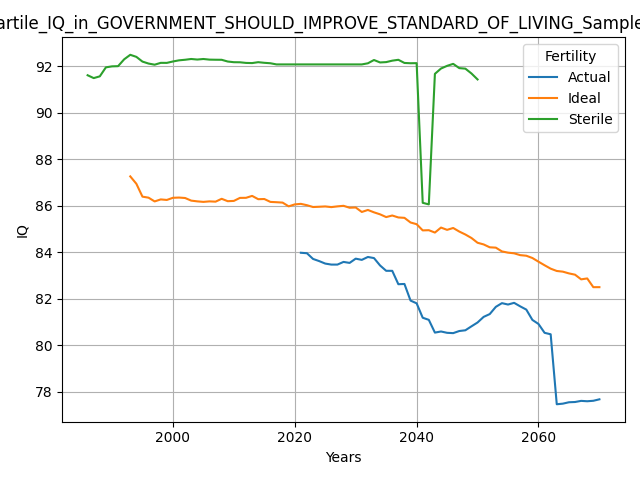 artile_IQ_in_GOVERNMENT_SHOULD_IMPROVE_STANDARD_OF_LIVING_Sample
Fertility
Actual
Ideal
Sterile
92
90
88
86
84
82
80
78
IQ
2000
2020
2040
2060
Years